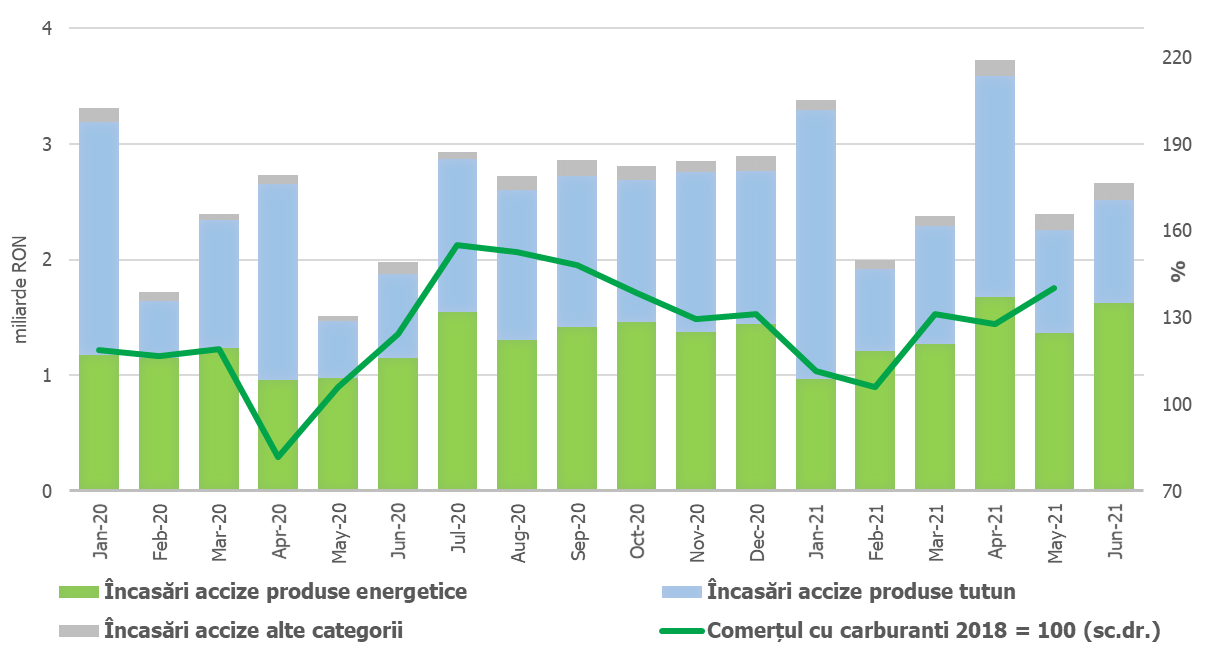 4
3
2
1
0
miliarde RON
220
190
160
130
100
70
%
Jan-20
Feb-20
Mar-20
Apr-20
May-20
Jun-20
Jul-20
Aug-20
Sep-20
Oct-20
Nov-20
Dec-20
Jan-21
Feb-21
Mar-21
Apr-21
May-21
Jun-21
Încasări accize produse energetice
Încasări accize produse tutun
Încasări accize alte categorii
Comerțul cu carburanti 2018 = 100 (sc.dr.)